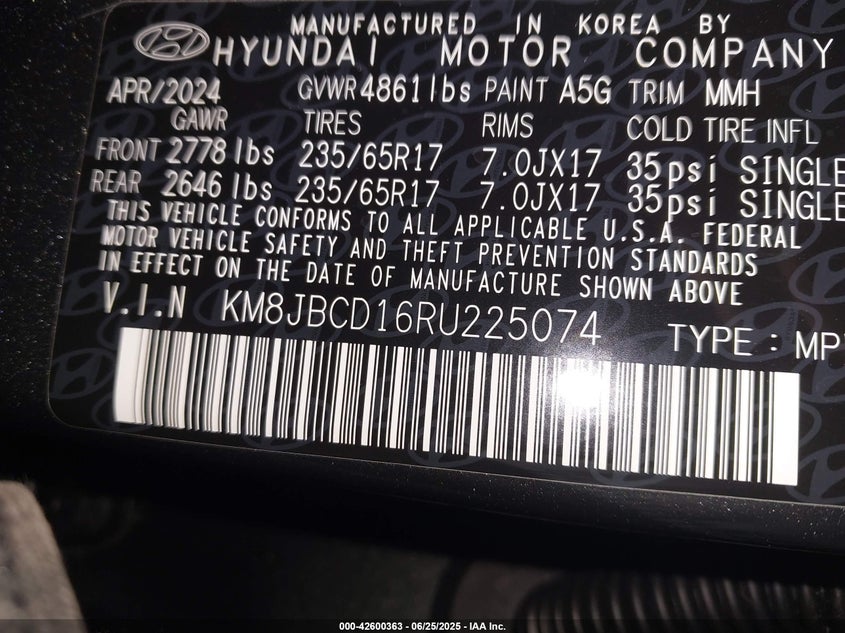 MANUFACTURED IN KOREA BY
HYUNDAI MOTOR COMPANY
APR/2024 GVWR 4861lbs PAINT A5G TRIM MMH
GAWR TIRES RIMS COLD TIRE INFL
FRONT 2778 lbs 235/65R17 7.0JX17 35psi SINGLE
REAR 2646 lbs 235/65R17 7.0JX17 35psi SINGLE
THIS VEHICLE CONFORMS TO ALL APPLICABLE U.S.A. FEDERAL
MOTOR VEHICLE SAFETY AND THEFT PREVENTION STANDARDS
IN EFFECT ON THE DATE OF MANUFACTURE SHOWN ABOVE
V.I.N KM8JBCD16RU225074 TYPE : MP
000-42600363 - 06/25/2025 - IAA Inc.